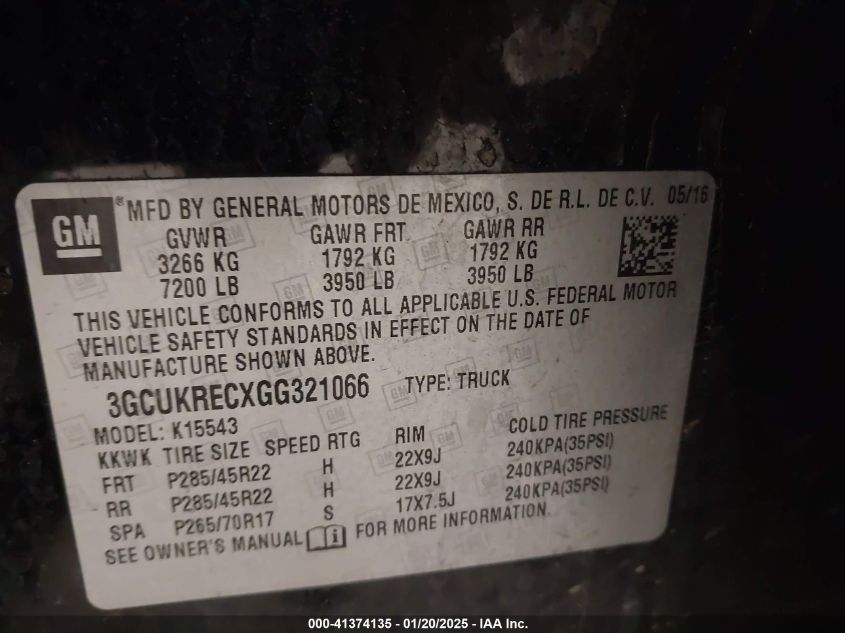 GM
®MFD BY GENERAL MOTORS DE MEXICO, S. DE R.L. DE C.V. 05/16
GVWR GAWR FRT GAWR RR
3266 KG 1792 KG 1792 KG
7200 LB 3950 LB 3950 LB
THIS VEHICLE CONFORMS TO ALL APPLICABLE U.S. FEDERAL MOTOR
VEHICLE SAFETY STANDARDS IN EFFECT ON THE DATE OF
MANUFACTURE SHOWN ABOVE.
3GCUKRECXGG321066 TYPE: TRUCK
MODEL: K15543
KKWK TIRE SIZE SPEED RTG RIM COLD TIRE PRESSURE
FRT P285/45R22 H 22X9J 240KPA(35PSI)
RR P285/45R22 H 22X9J 240KPA(35PSI)
SPA P265/70R17 S 17X7.5J 240KPA(35PSI)
SEE OWNER'S MANUAL FOR MORE INFORMATION.
000-41374135 - 01/20/2025 - IAA Inc.